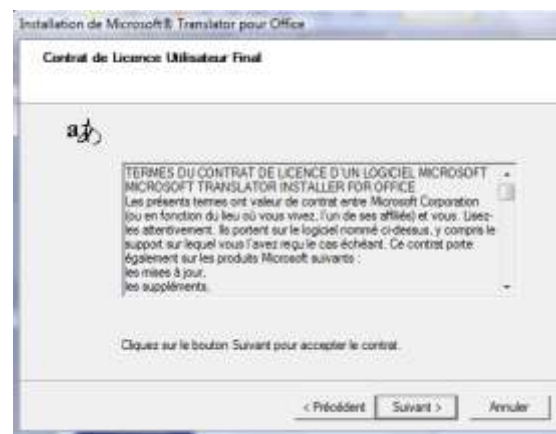 Installation de Microsoft® Translator pour Office
Contrat de Licence Utilisateur Final
aあ
TERMES DU CONTRAT DE LICENCE D'UN LOGICIEL MICROSOFT
MICROSOFT TRANSLATOR INSTALLER FOR OFFICE
Les présents termes ont valeur de contrat entre Microsoft Corporation
(ou en fonction du lieu où vous vivez, l'un de ses affiliés) et vous. Lisez-
les attentivement. Ils portent sur le logiciel nommé ci-dessus, y compris le
support sur lequel vous l'avez reçu le cas échéant. Ce contrat porte
également sur les produits Microsoft suivants :
les mises à jour,
les suppléments,
Cliquez sur le bouton Suivant pour accepter le contrat.
< Précédent Suivant > Annuler